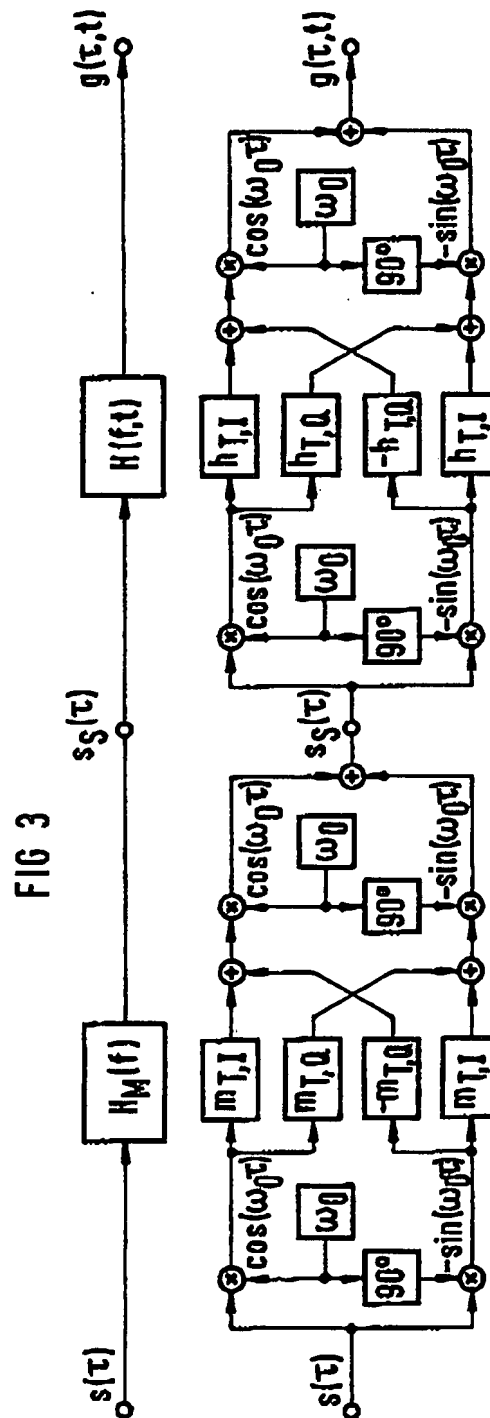 FIG 3
s(τ)
H_M(f)
s_S(τ)
H(f,t)
g(τ,t)
s(τ)
cos(ω₀τ)
ω₀
90°
-sin(ω₀τ)
m_T,I
m_T,Q
-m_T,Q
m_T,I
cos(ω₀τ)
ω₀
90°
-sin(ω₀τ)
s_S(τ)
cos(ω₀τ)
ω₀
90°
-sin(ω₀τ)
h_T,I
h_T,Q
-h_T,Q
h_T,I
cos(ω₀τ)
ω₀
90°
-sin(ω₀τ)
g(τ,t)